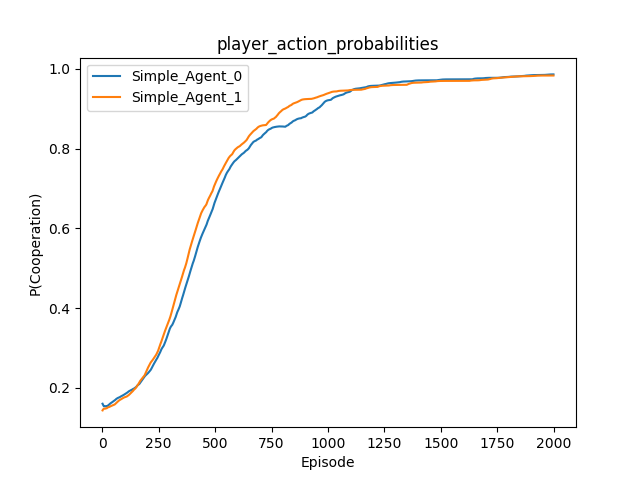 player_action_probabilities
Simple_Agent_0
Simple_Agent_1
P(Cooperation)
1.0
0.8
0.6
0.4
0.2
0 250 500 750 1000 1250 1500 1750 2000
Episode